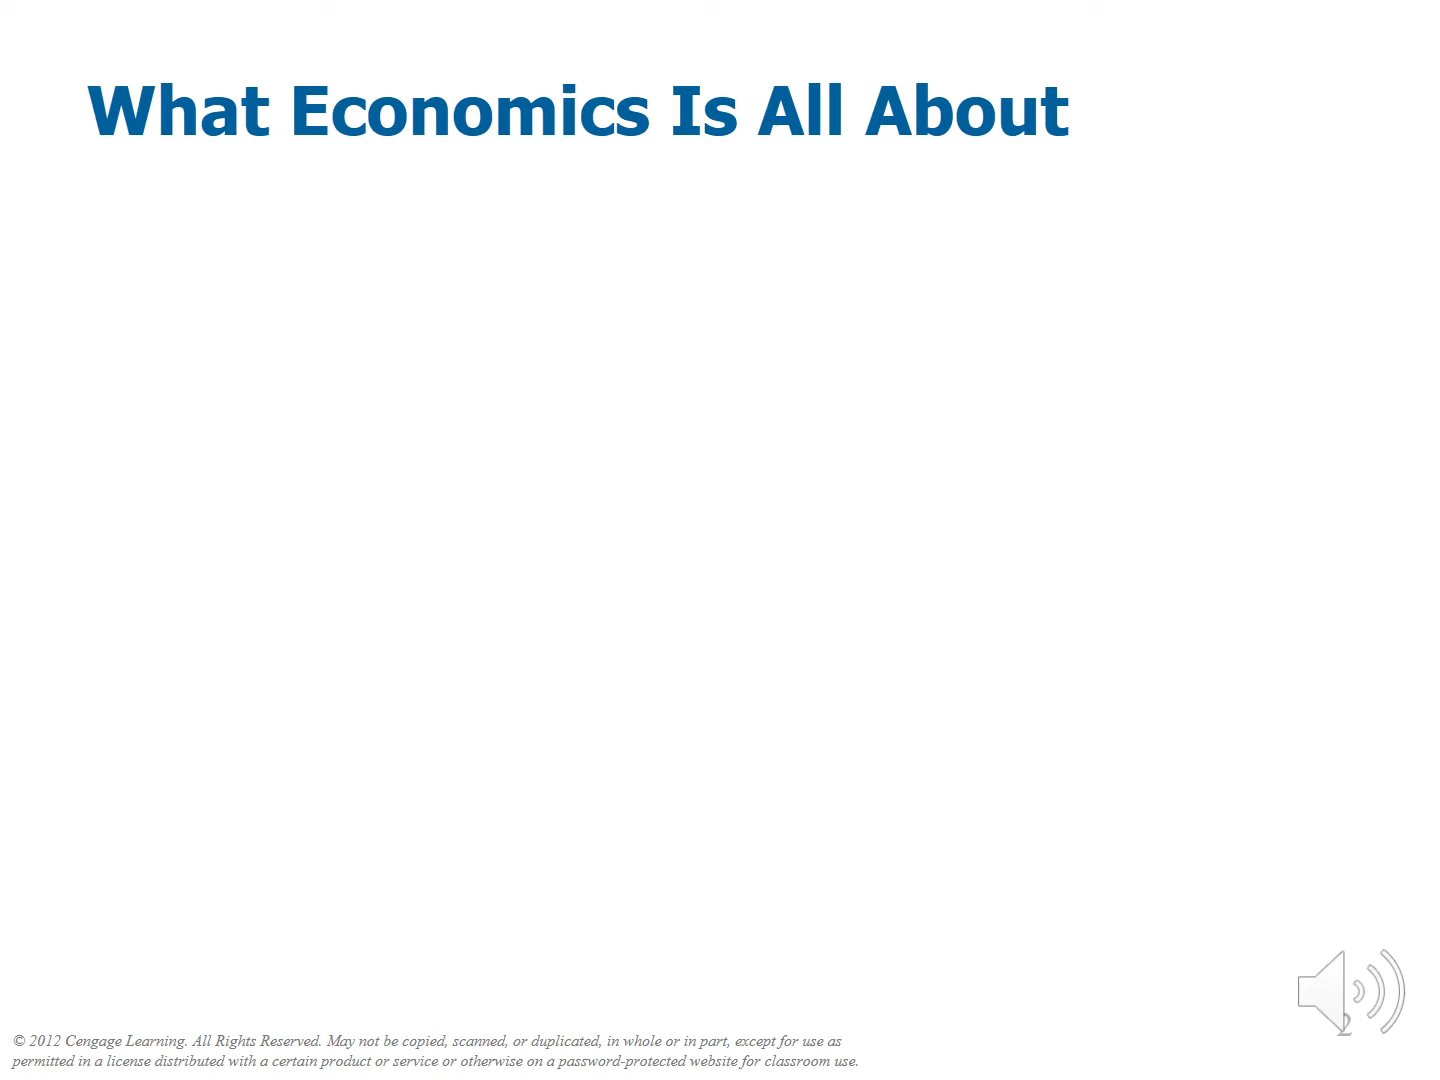 What Economics Is All About
2
© 2012 Cengage Learning. All Rights Reserved. May not be copied, scanned, or duplicated, in whole or in part, except for use as
permitted in a license distributed with a certain product or service or otherwise on a password-protected website for classroom use.